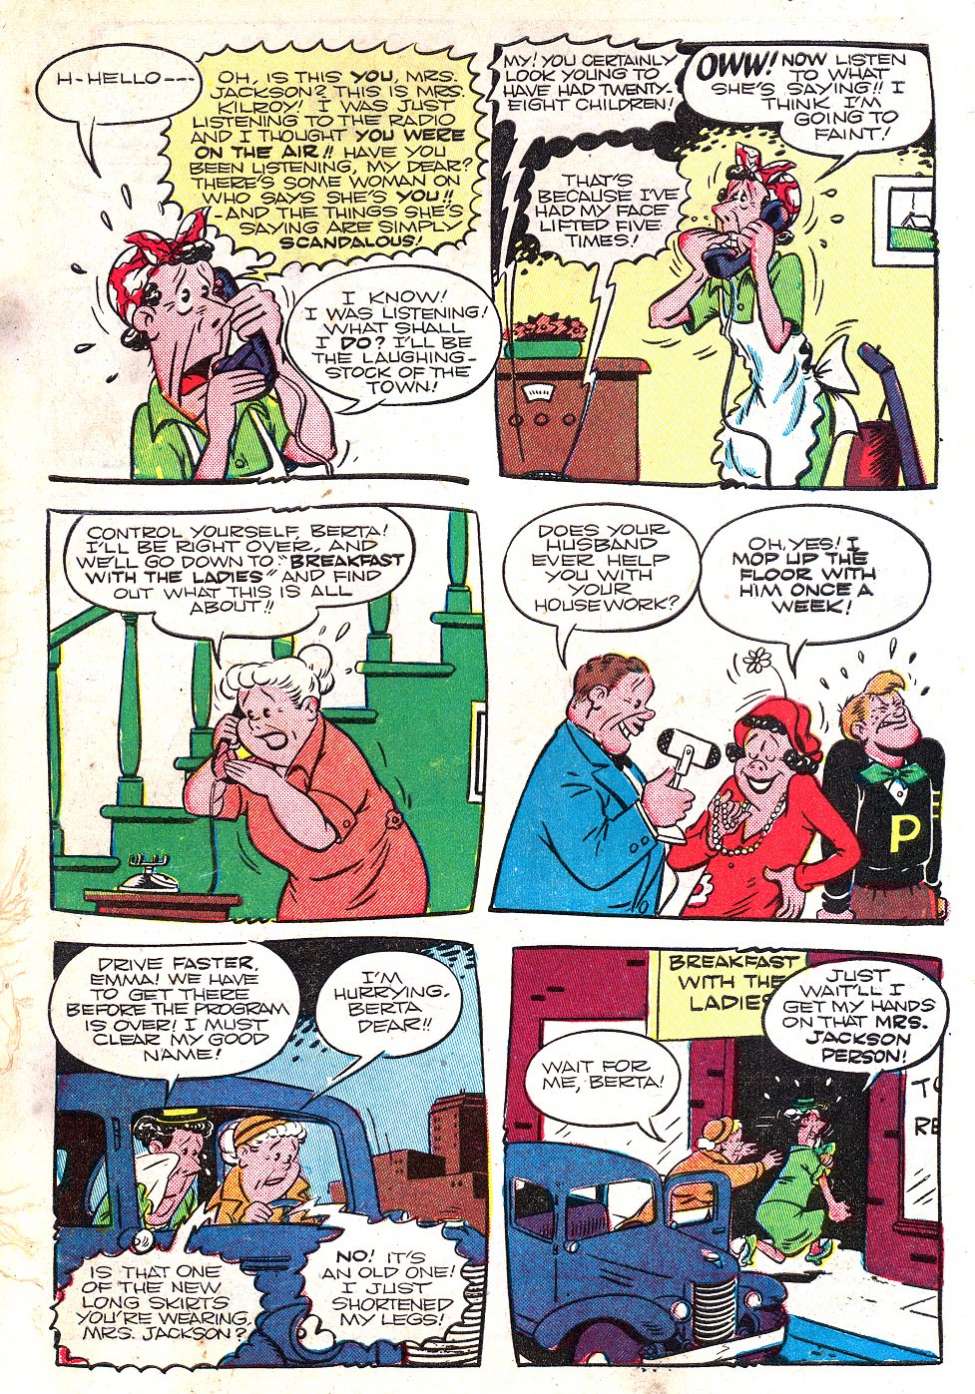 H-HELLO ---
OH, IS THIS YOU, MRS.
JACKSON? THIS IS MRS.
KILROY! I WAS JUST
LISTENING TO THE RADIO
AND I THOUGHT YOU WERE
ON THE AIR!! HAVE YOU
BEEN LISTENING, MY DEAR?
THERE'S SOME WOMAN ON
WHO SAYS SHE'S YOU!!
-AND THE THINGS SHE'S
SAYING ARE SIMPLY
SCANDALOUS!
I KNOW!
I WAS LISTENING!
WHAT SHALL
I DO? I'LL BE
THE LAUGHING-
STOCK OF THE
TOWN!
MY! YOU CERTAINLY
LOOK YOUNG TO
HAVE HAD TWENTY-
EIGHT CHILDREN!
THAT'S
BECAUSE I'VE
HAD MY FACE
LIFTED FIVE
TIMES!
OWW! NOW LISTEN
TO WHAT
SHE'S SAYING!! I
THINK I'M
GOING TO
FAINT!
CONTROL YOURSELF, BERTA!
I'LL BE RIGHT OVER, AND
WE'LL GO DOWN TO "BREAKFAST
WITH THE LADIES" AND FIND
OUT WHAT THIS IS ALL
ABOUT!!
DOES YOUR
HUSBAND
EVER HELP
YOU WITH
YOUR
HOUSEWORK?
OH, YES! I
MOP UP THE
FLOOR WITH
HIM ONCE A
WEEK!
P
DRIVE FASTER,
EMMA! WE HAVE
TO GET THERE
BEFORE THE PROGRAM
IS OVER! I MUST
CLEAR MY GOOD
NAME!
I'M
HURRYING,
BERTA
DEAR!!
IS THAT ONE
OF THE NEW
LONG SKIRTS
YOU'RE WEARING,
MRS. JACKSON?
NO! IT'S
AN OLD ONE!
I JUST
SHORTENED
MY LEGS!
BREAKFAST
WITH THE
LADIES
JUST
WAIT'LL I
GET MY HANDS
ON THAT MRS.
JACKSON
PERSON!
WAIT FOR
ME, BERTA!
TO
RE